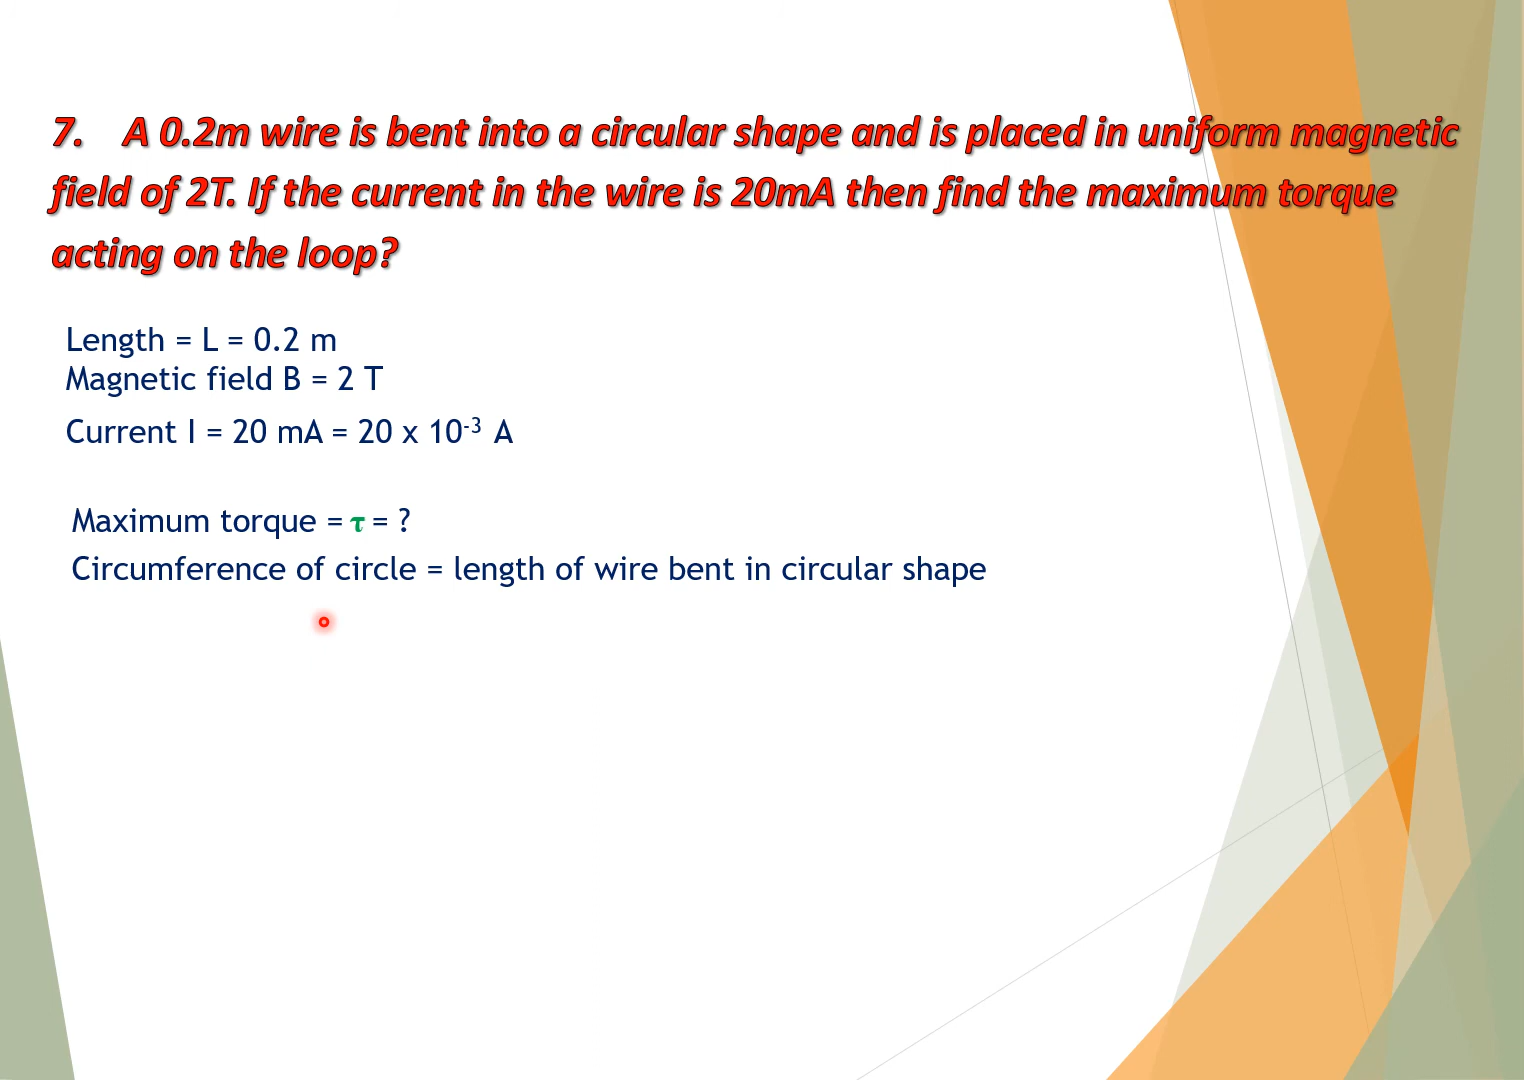 7. A 0.2m wire is bent into a circular shape and is placed in uniform magnetic
field of 2T. If the current in the wire is 20mA then find the maximum torque
acting on the loop?
Length = L = 0.2 m
Magnetic field B = 2 T
Current I = 20 mA = 20 x 10⁻³ A
Maximum torque = τ = ?
Circumference of circle = length of wire bent in circular shape